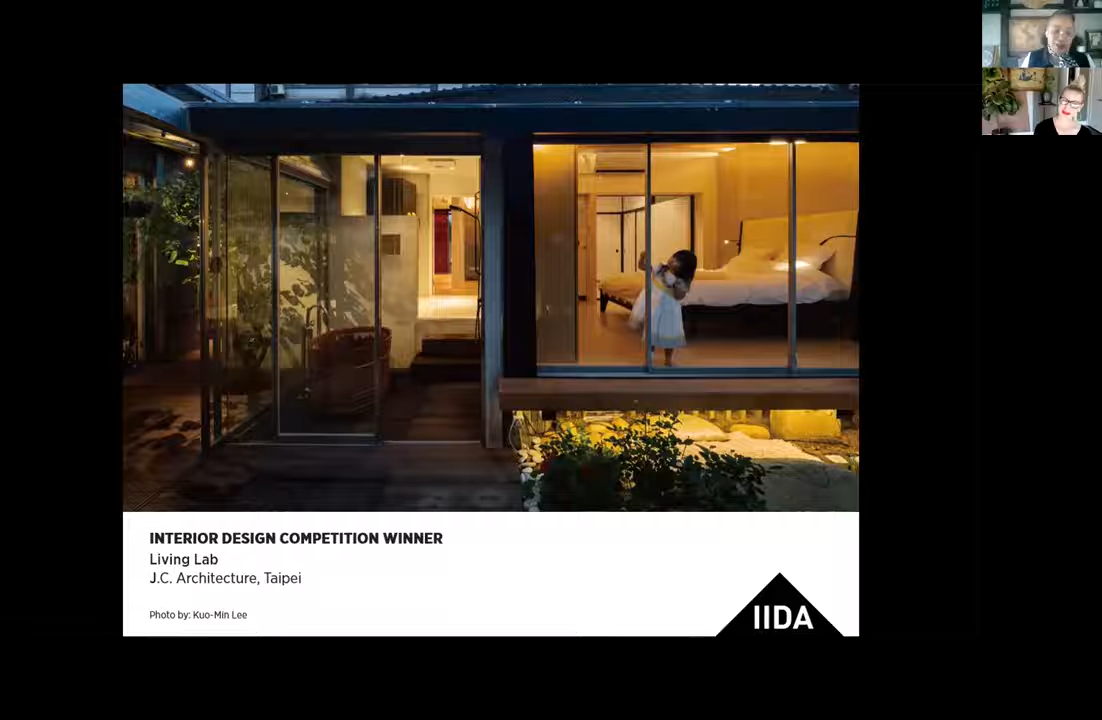 INTERIOR DESIGN COMPETITION WINNER
Living Lab
J.C. Architecture, Taipei
Photo by: Kuo-Min Lee
IIDA